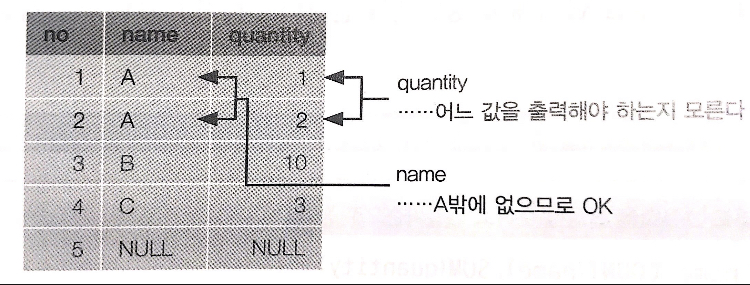 no name quantity
1 A 1
2 A 2
3 B 10
4 C 3
5 NULL NULL
quantity
……어느 값을 출력해야 하는지 모른다
name
……A밖에 없으므로 OK